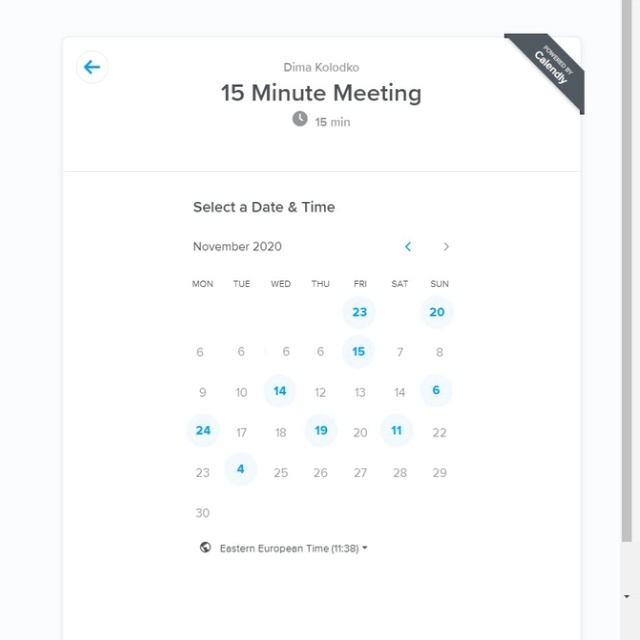 POWERED BY
Calendly
Dima Kolodko
15 Minute Meeting
15 min
Select a Date & Time
November 2020
MON TUE WED THU FRI SAT SUN
23 20
6 6 6 6 15 7 8
9 10 14 12 13 14 6
24 17 18 19 20 11 22
23 4 25 26 27 28 29
30
Eastern European Time (11:38)